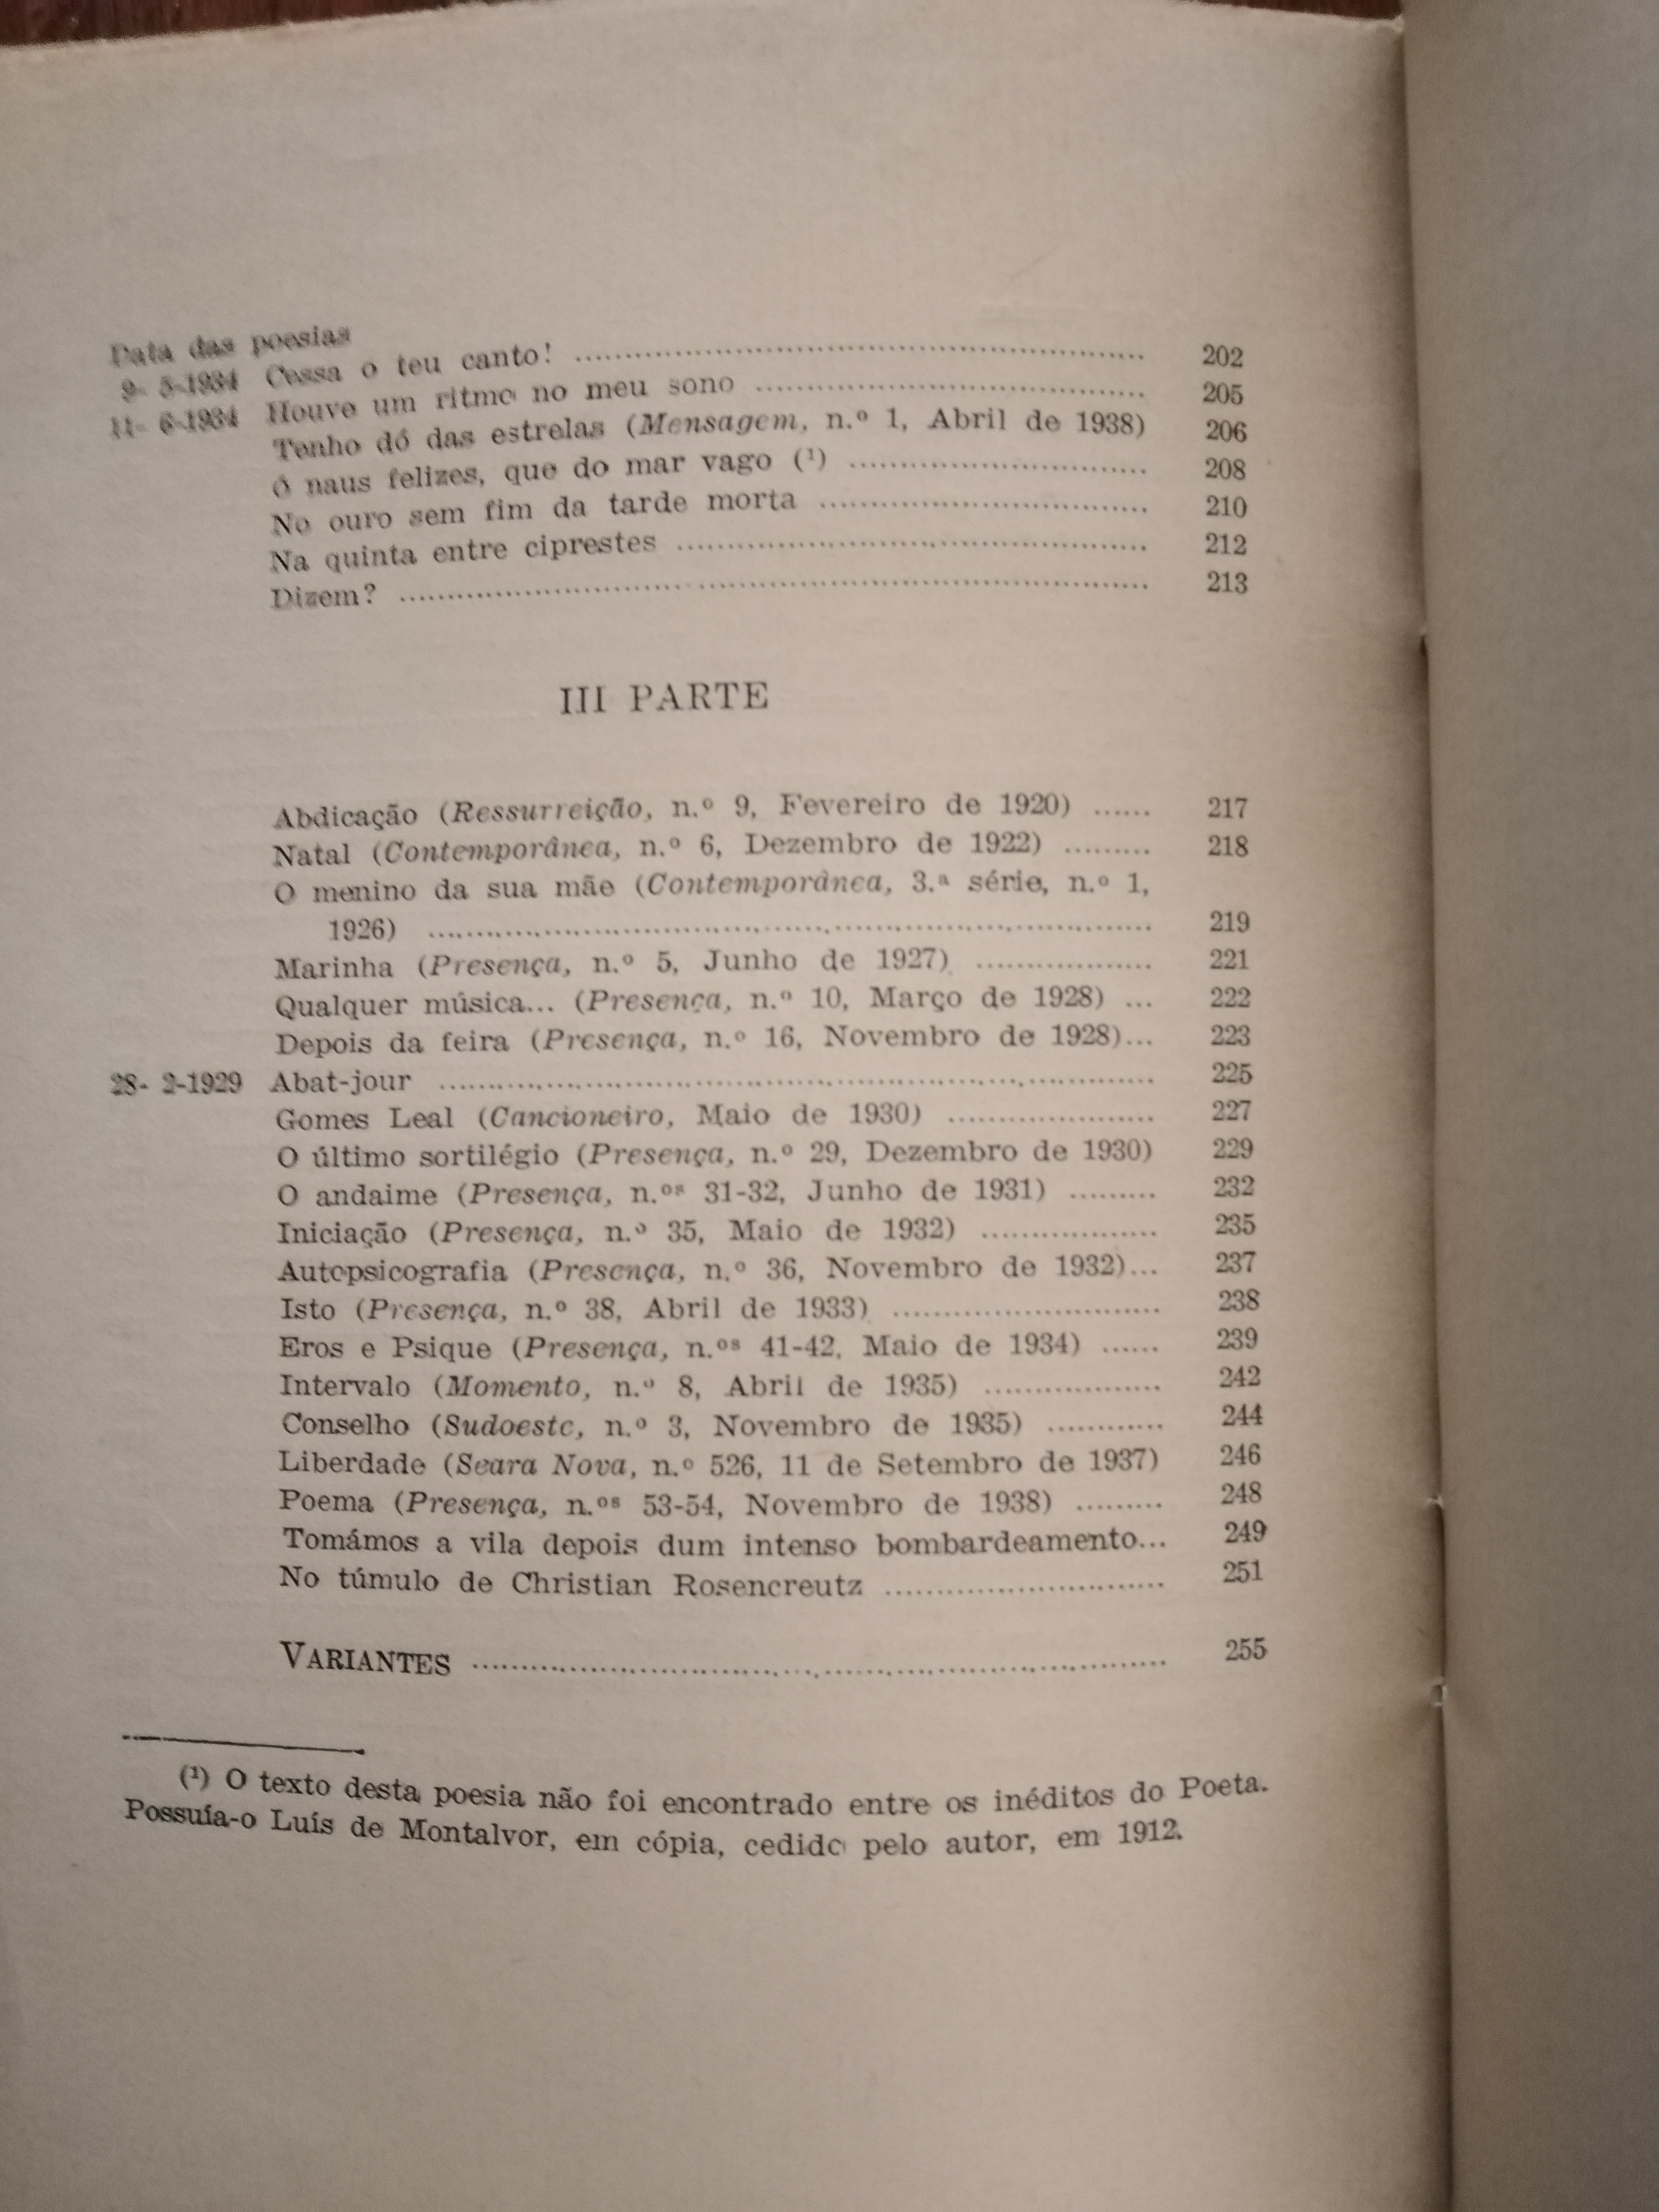 Data das poesias
9- 5-1934 Cessa o teu canto! .......... 202
11- 6-1934 Houve um ritmo no meu sono .......... 205
Tenho dó das estrelas (Mensagem, n.º 1, Abril de 1938) 206
Ó naus felizes, que do mar vago (¹) .......... 208
No ouro sem fim da tarde morta .......... 210
Na quinta entre ciprestes .......... 212
Dizem? .......... 213
III PARTE
Abdicação (Ressurreição, n.º 9, Fevereiro de 1920) ...... 217
Natal (Contemporânea, n.º 6, Dezembro de 1922) ......... 218
O menino da sua mãe (Contemporânea, 3.ª série, n.º 1,
1926) .......... 219
Marinha (Presença, n.º 5, Junho de 1927) .......... 221
Qualquer música... (Presença, n.º 10, Março de 1928) ... 222
Depois da feira (Presença, n.º 16, Novembro de 1928)... 223
28- 2-1929 Abat-jour .......... 225
Gomes Leal (Cancioneiro, Maio de 1930) .......... 227
O último sortilégio (Presença, n.º 29, Dezembro de 1930) 229
O andaime (Presença, n.os 31-32, Junho de 1931) ......... 232
Iniciação (Presença, n.º 35, Maio de 1932) .......... 235
Autopsicografia (Presença, n.º 36, Novembro de 1932)... 237
Isto (Presença, n.º 38, Abril de 1933) .......... 238
Eros e Psique (Presença, n.os 41-42, Maio de 1934) ...... 239
Intervalo (Momento, n.º 8, Abril de 1935) .......... 242
Conselho (Sudoeste, n.º 3, Novembro de 1935) ............ 244
Liberdade (Seara Nova, n.º 526, 11 de Setembro de 1937) 246
Poema (Presença, n.os 53-54, Novembro de 1938) ......... 248
Tomámos a vila depois dum intenso bombardeamento... 249
No túmulo de Christian Rosencreutz .......... 251
VARIANTES .......... 255
(¹) O texto desta poesia não foi encontrado entre os inéditos do Poeta.
Possuía-o Luís de Montalvor, em cópia, cedido pelo autor, em 1912.